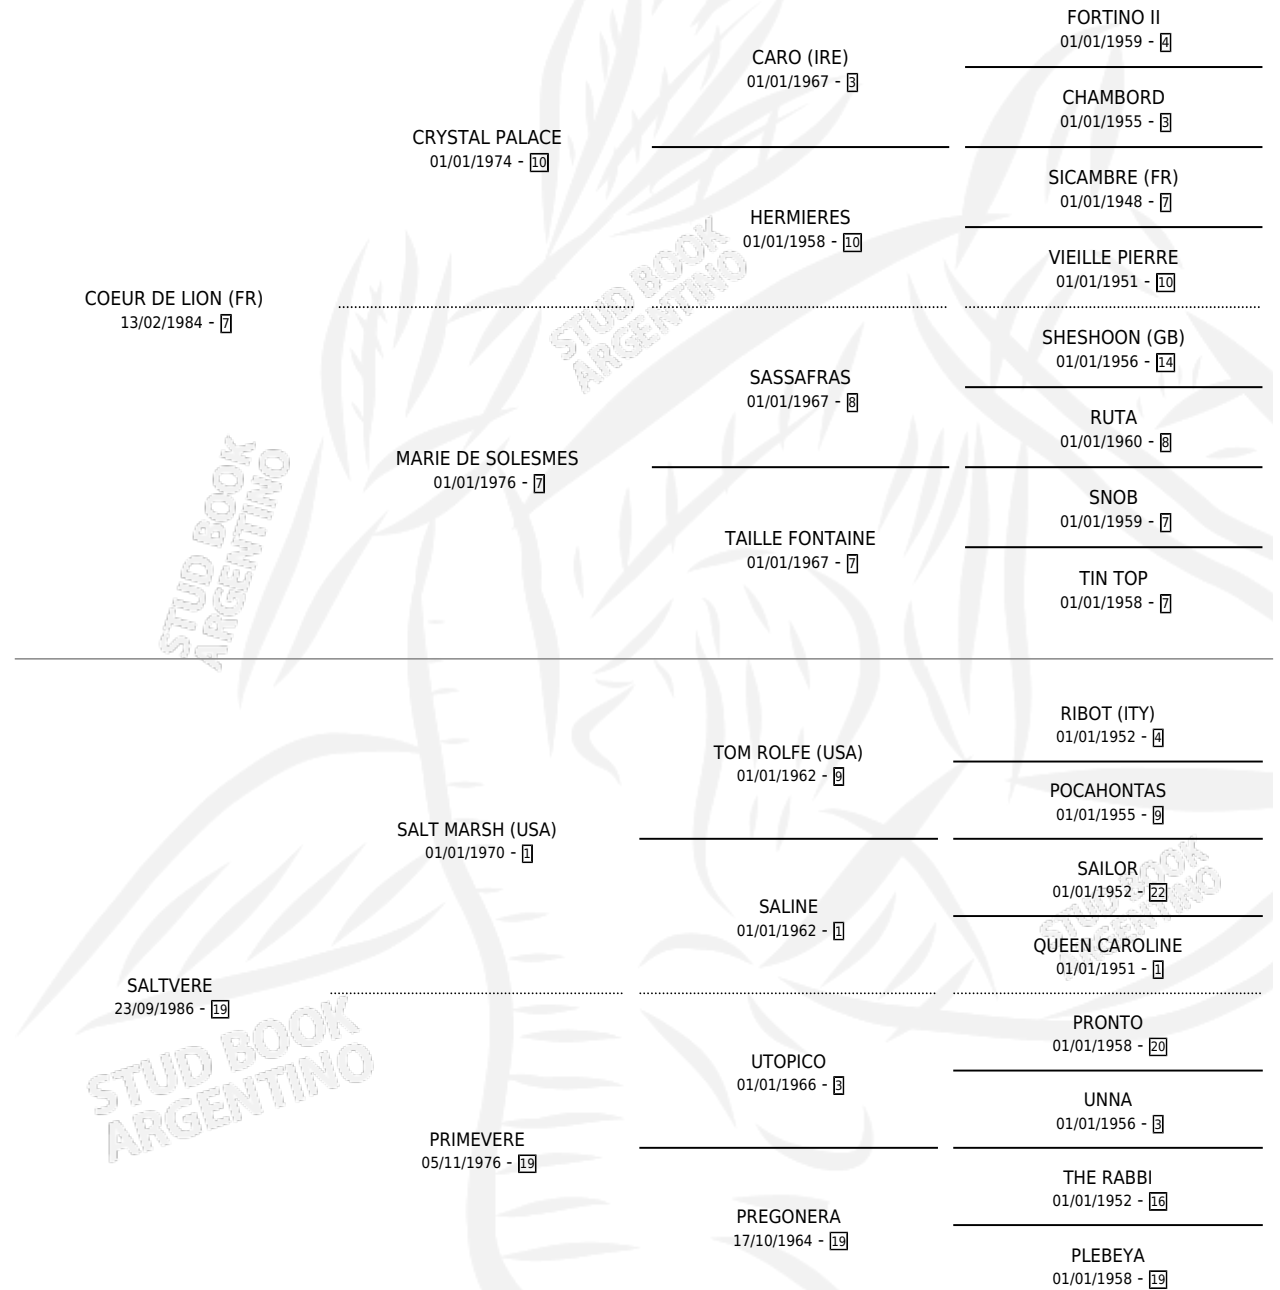 FORTINO II
01/01/1959 - 4
CARO (IRE)
01/01/1967 - 3
CHAMBORD
01/01/1955 - 3
CRYSTAL PALACE
01/01/1974 - 10
SICAMBRE (FR)
01/01/1948 - 7
HERMIERES
01/01/1958 - 10
VIEILLE PIERRE
01/01/1951 - 10
COEUR DE LION (FR)
13/02/1984 - 7
STUD BOOK
ARGENTINO
SHESHOON (GB)
01/01/1956 - 14
SASSAFRAS
01/01/1967 - 8
RUTA
01/01/1960 - 8
MARIE DE SOLESMES
01/01/1976 - 7
SNOB
01/01/1959 - 7
TAILLE FONTAINE
01/01/1967 - 7
TIN TOP
01/01/1958 - 7
STUD BOOK
ARGENTINO
RIBOT (ITY)
01/01/1952 - 4
TOM ROLFE (USA)
01/01/1962 - 9
POCAHONTAS
01/01/1955 - 9
SALT MARSH (USA)
01/01/1970 - 1
SAILOR
01/01/1952 - 22
SALINE
01/01/1962 - 1
STUD BOOK
ARGENTINO
QUEEN CAROLINE
01/01/1951 - 1
SALTVERE
23/09/1986 - 19
PRONTO
01/01/1958 - 20
UTOPICO
01/01/1966 - 3
STUD BOOK
ARGENTINO
UNNA
01/01/1956 - 3
PRIMEVERE
05/11/1976 - 19
THE RABBI
01/01/1952 - 16
PREGONERA
17/10/1964 - 19
PLEBEYA
01/01/1958 - 19